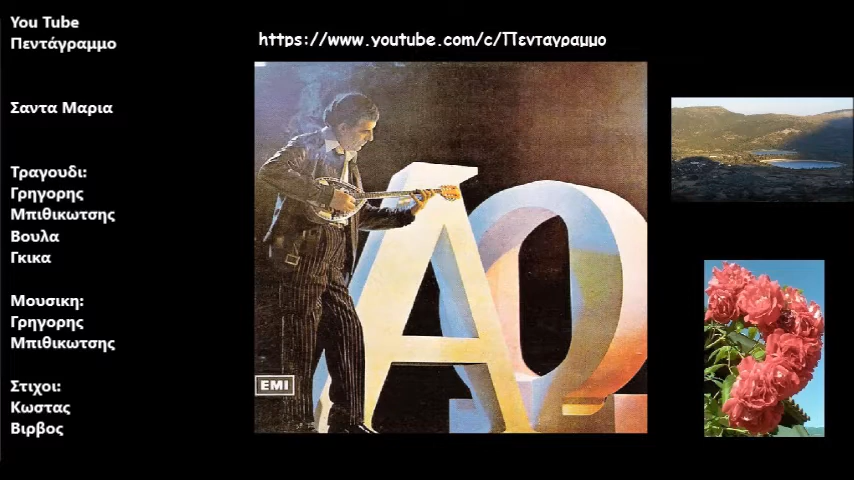 You Tube
Πεντάγραμμο
https://www.youtube.com/c/Πενταγραμμο
Σαντα Μαρια
Τραγουδι:
Γρηγορης
Μπιθικωτσης
Βουλα
Γκικα
Μουσικη:
Γρηγορης
Μπιθικωτσης
Στιχοι:
Κωστας
Βιρβος
ΑΩ
EMI